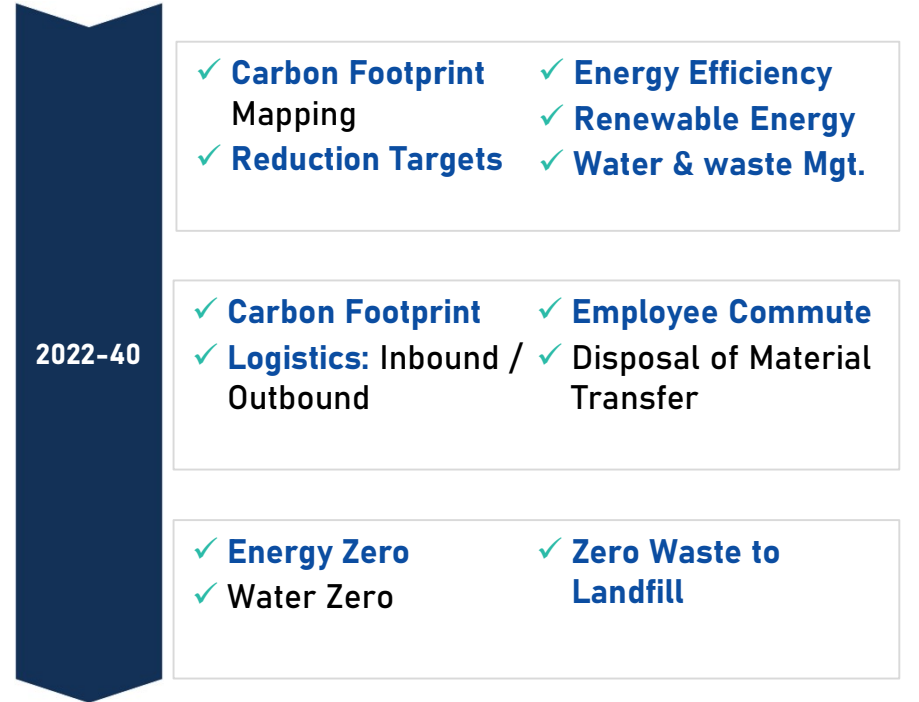 Carbon Footprint
Mapping
Reduction Targets
Energy Efficiency
Renewable Energy
Water & waste Mgt.
2022-40
Carbon Footprint
Logistics: Inbound /
Outbound
Employee Commute
Disposal of Material
Transfer
Energy Zero
Water Zero
Zero Waste to
Landfill